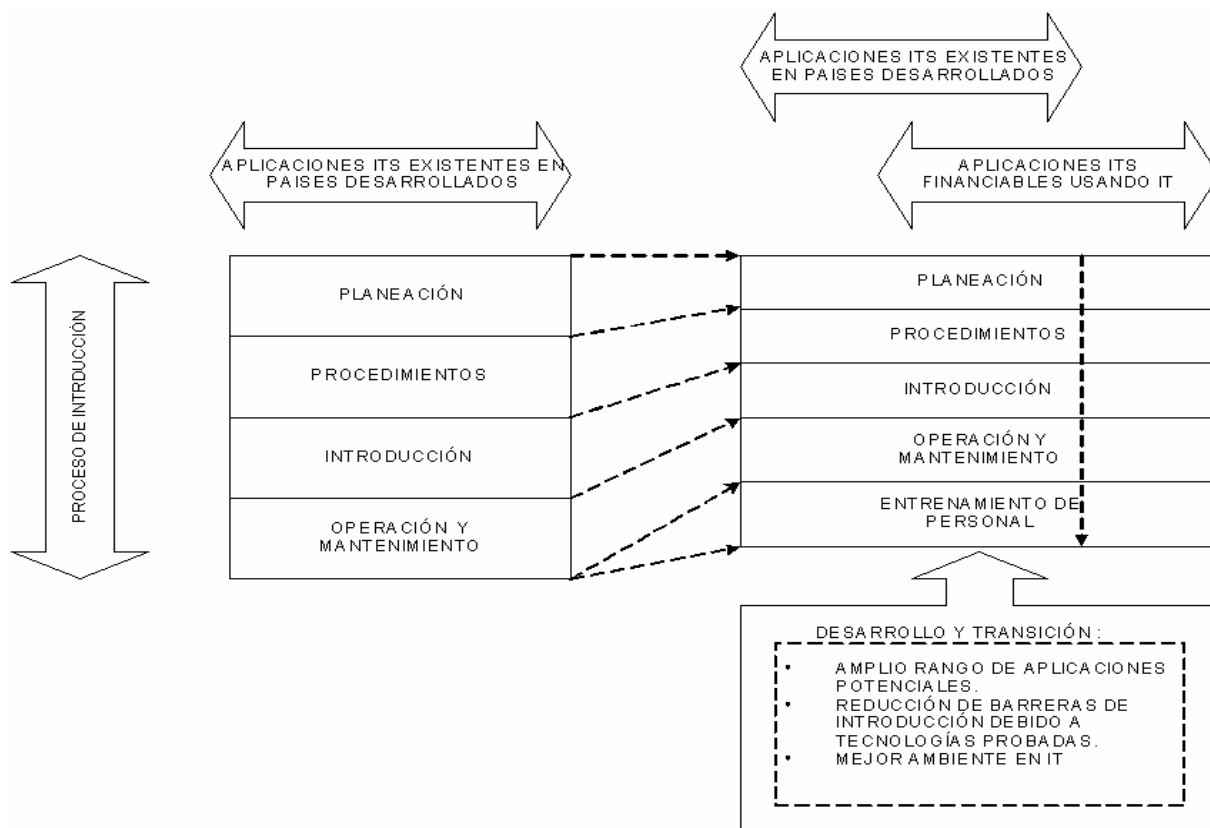 APLICACIONES ITS EXISTENTES
EN PAISES DESARROLLADOS
APLICACIONES ITS EXISTENTES EN
PAISES DESARROLLADOS
APLICACIONES ITS
FINANCIABLES USANDO IT
PROCESO DE INTRDUCCIÓN
PLANEACIÓN
PROCEDIMIENTOS
INTRODUCCIÓN
OPERACIÓN Y
MANTENIMIENTO
PLANEACIÓN
PROCEDIMIENTOS
INTRODUCCIÓN
OPERACIÓN Y
MANTENIMIENTO
ENTRENAMIENTO DE
PERSONAL
DESARROLLO Y TRANSICIÓN :
• AMPLIO RANGO DE APLICACIONES
POTENCIALES.
• REDUCCIÓN DE BARRERAS DE
INTRODUCCIÓN DEBIDO A
TECNOLOGÍAS PROBADAS.
• MEJOR AMBIENTE EN IT